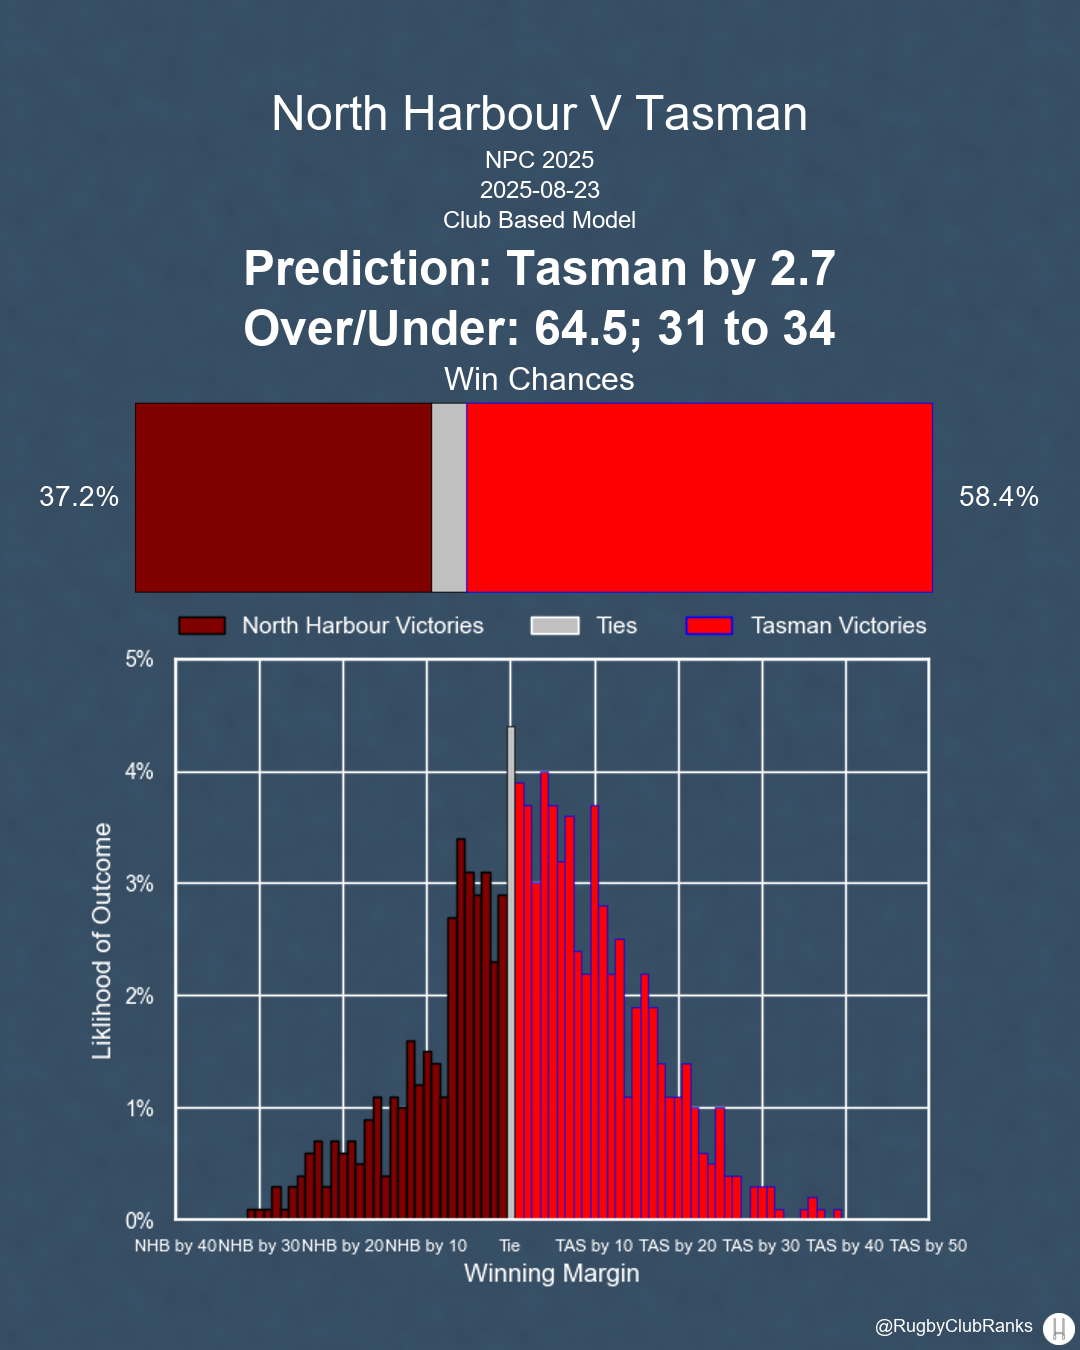 North Harbour V Tasman
NPC 2025
2025-08-23
Club Based Model
Prediction: Tasman by 2.7
Over/Under: 64.5; 31 to 34
Win Chances
37.2%
58.4%
North Harbour Victories
Ties
Tasman Victories
5%
4%
3%
2%
1%
0%
Liklihood of Outcome
NHB by 40
NHB by 30
NHB by 20
NHB by 10
Tie
TAS by 10
TAS by 20
TAS by 30
TAS by 40
TAS by 50
Winning Margin
@RugbyClubRanks